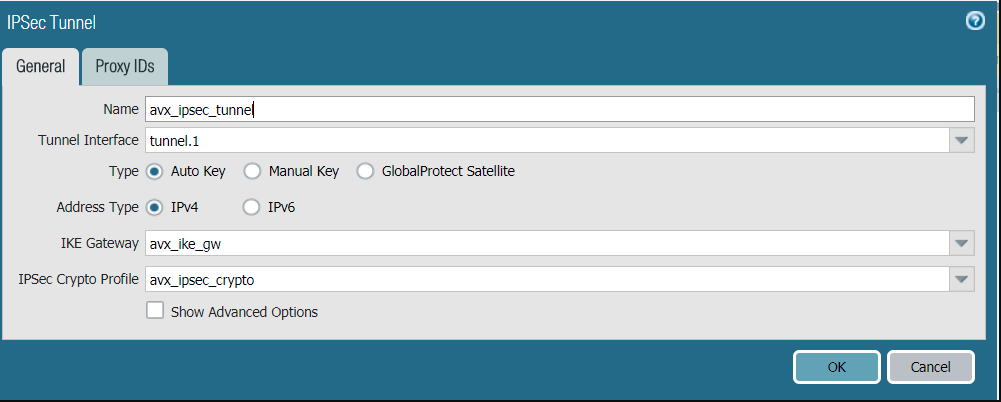 IPSec Tunnel
General Proxy IDs
Name avx_ipsec_tunnel
Tunnel Interface tunnel.1
Type Auto Key Manual Key GlobalProtect Satellite
Address Type IPv4 IPv6
IKE Gateway avx_ike_gw
IPSec Crypto Profile avx_ipsec_crypto
Show Advanced Options
OK Cancel